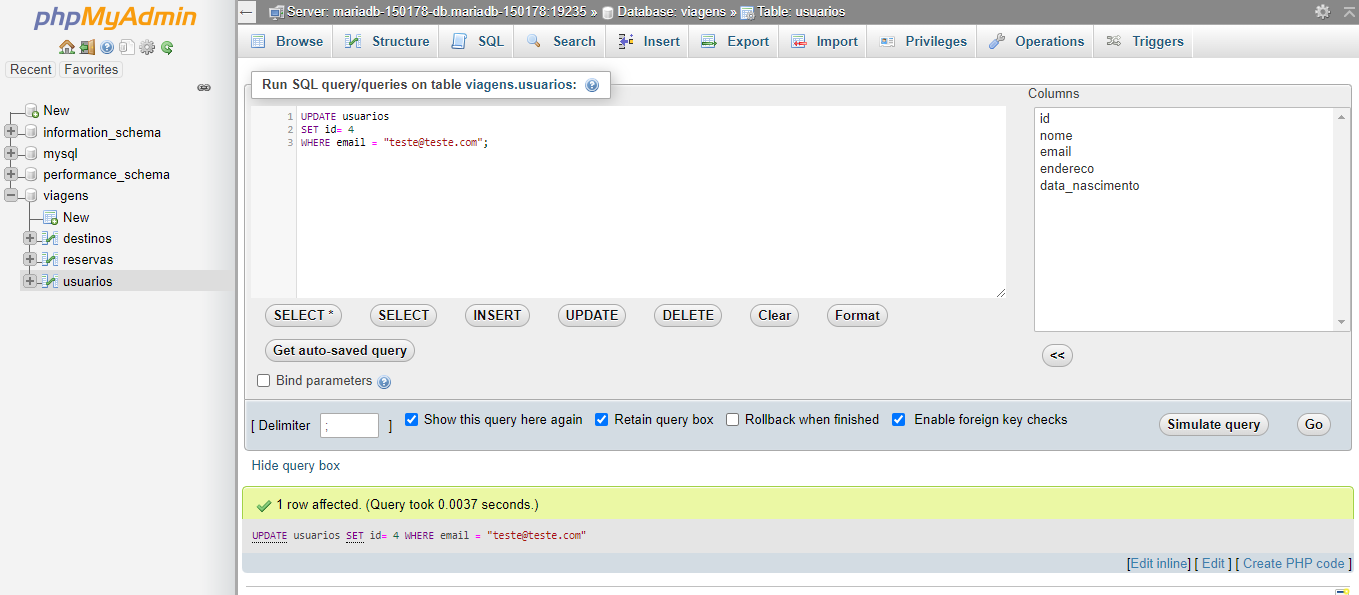 phpMyAdmin
Recent Favorites
New
information_schema
mysql
performance_schema
viagens
New
destinos
reservas
usuarios
Server: mariadb-150178-db.mariadb-150178:19235 » Database: viagens » Table: usuarios
Browse Structure SQL Search Insert Export Import Privileges Operations Triggers
Run SQL query/queries on table viagens.usuarios:
1 UPDATE usuarios
2 SET id= 4
3 WHERE email = "teste@teste.com";
Columns
id
nome
email
endereco
data_nascimento
SELECT * SELECT INSERT UPDATE DELETE Clear Format
Get auto-saved query
<<
Bind parameters
[ Delimiter ; ] Show this query here again Retain query box Rollback when finished Enable foreign key checks Simulate query Go
Hide query box
1 row affected. (Query took 0.0037 seconds.)
UPDATE usuarios SET id= 4 WHERE email = "teste@teste.com"
[Edit inline] [ Edit ] [ Create PHP code ]